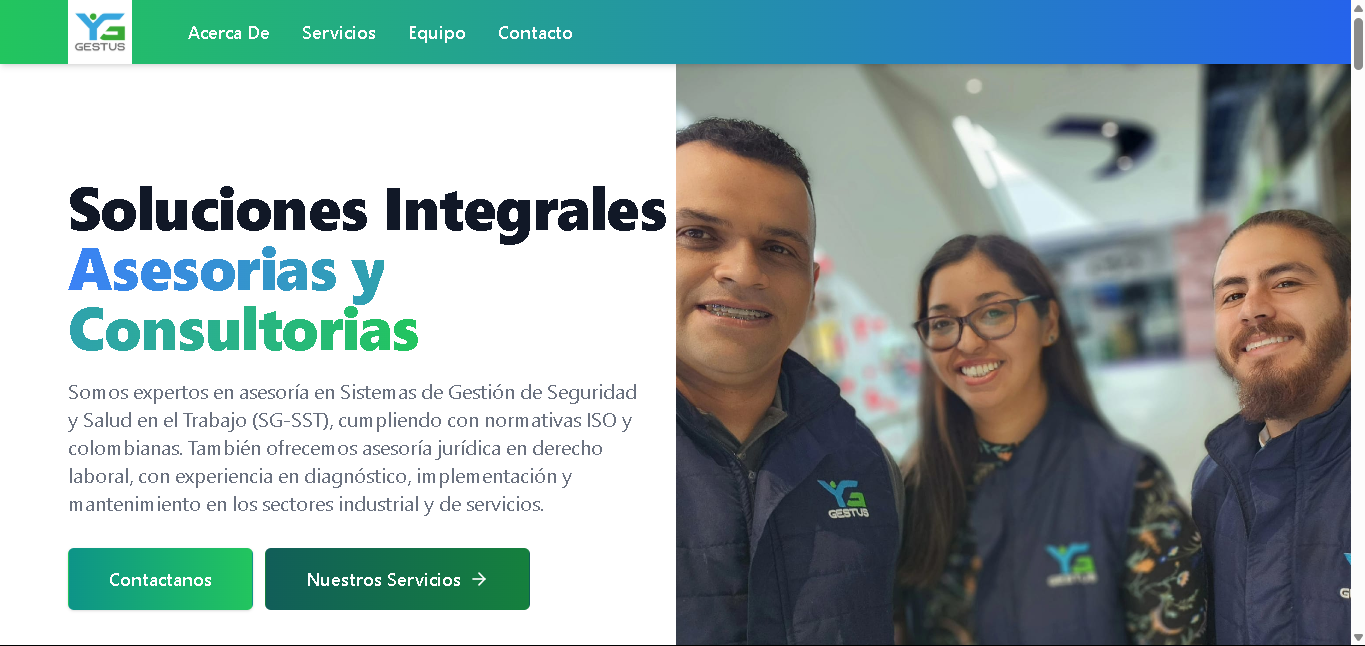 YG
GESTUS
Acerca De
Servicios
Equipo
Contacto
Soluciones Integrales
Asesorias y
Consultorias
Somos expertos en asesoría en Sistemas de Gestión de Seguridad
y Salud en el Trabajo (SG-SST), cumpliendo con normativas ISO y
colombianas. También ofrecemos asesoría jurídica en derecho
laboral, con experiencia en diagnóstico, implementación y
mantenimiento en los sectores industrial y de servicios.
Contactanos
Nuestros Servicios →
YG
GESTUS
YG
GESTUS